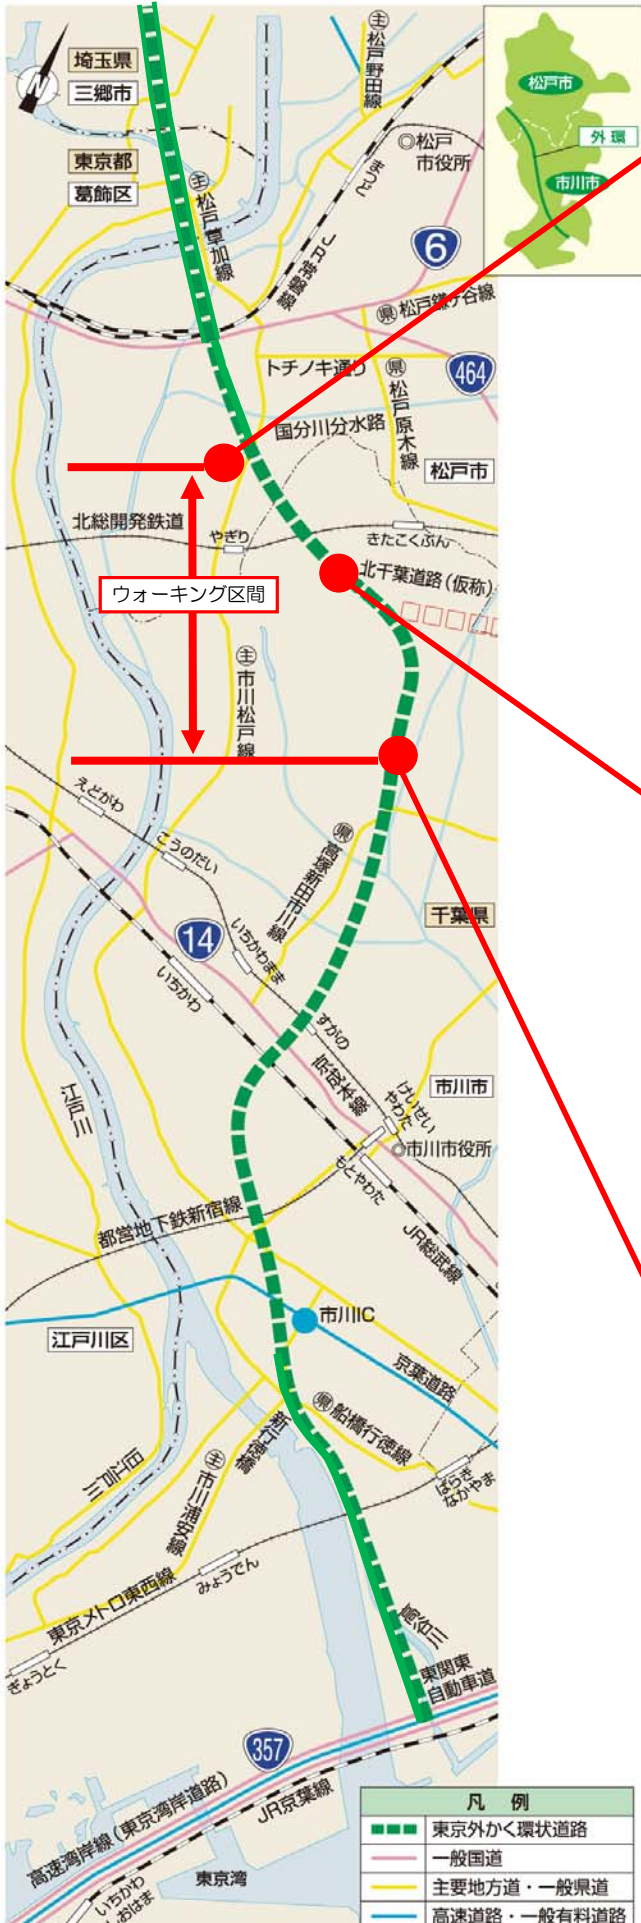 埼玉県
三郷市
東京都
葛飾区
N
主 松戸野田線
松戸市役所
まつど
松戸市
外環
市川市
主 松戸草加線
JR常磐線
6
県 松戸鎌ヶ谷線
トチノキ通り
県 松戸原木線
464
国分川分水路
松戸市
北総開発鉄道
やぎり
きたこくぶん
北千葉道路(仮称)
ウォーキング区間
主 市川松戸線
えどがわ
こうのだい
県 高塚新田市川線
千葉県
14
いちかわまま
いちかわ
すがの
京成本線
市川市
けいせい
やわた
江戸川
市川市役所
もとやわた
都営地下鉄新宿線
JR総武線
市川IC
江戸川区
京葉道路
県 船橋行徳線
新行徳橋
旧江戸川
主 市川浦安線
ばらき
なかやま
みょうでん
東京メトロ東西線
高谷川
ぎょうとく
東関東
自動車道
357
高速湾岸線(東京湾岸道路)
JR京葉線
東京湾
いちかわ
しおはま
凡 例
東京外かく環状道路
一般国道
主要地方道・一般県道
高速道路・一般有料道路